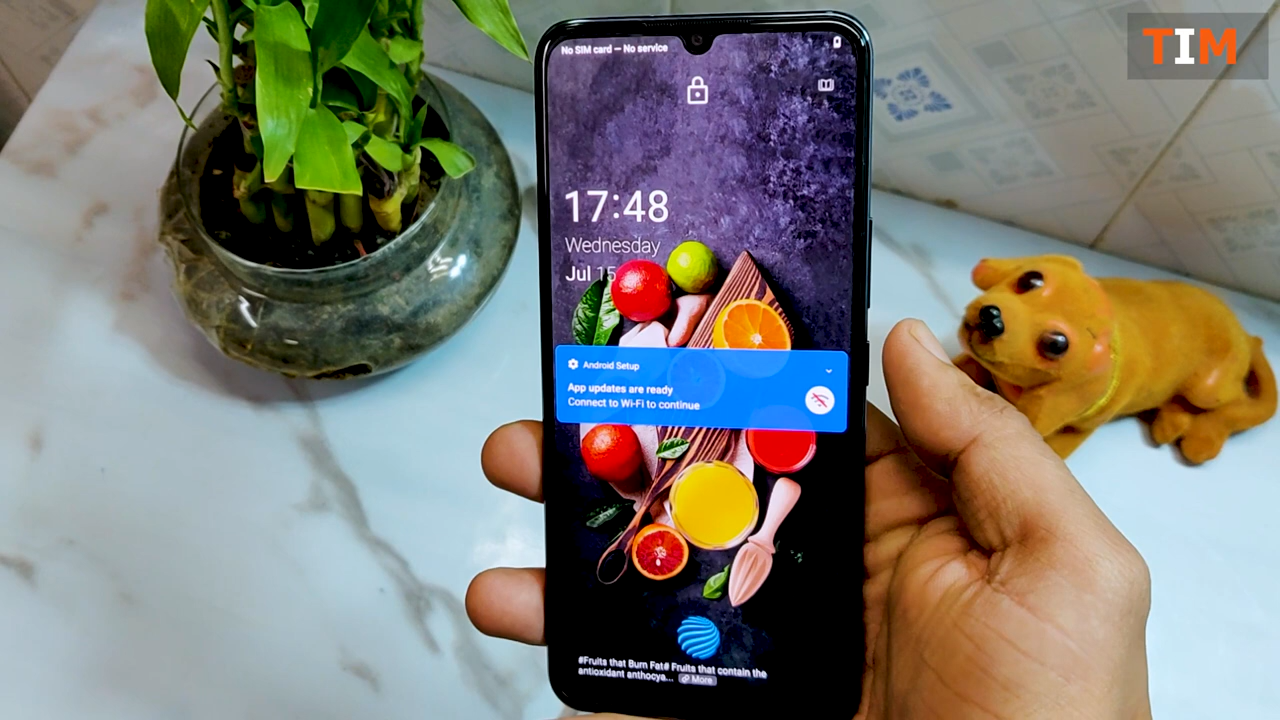 TIM
No SIM card — No service
17:48
Wednesday
Jul 15
Android Setup
App updates are ready
Connect to Wi-Fi to continue
#Fruits that Burn Fat# Fruits that contain the
antioxidant anthocya... More